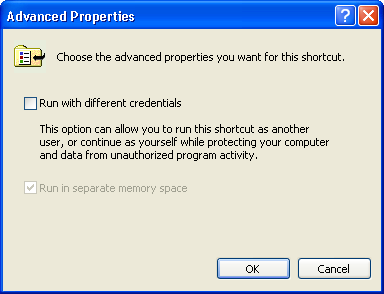 Advanced Properties
Choose the advanced properties you want for this shortcut.
Run with different credentials
This option can allow you to run this shortcut as another
user, or continue as yourself while protecting your computer
and data from unauthorized program activity.
Run in separate memory space
OK
Cancel